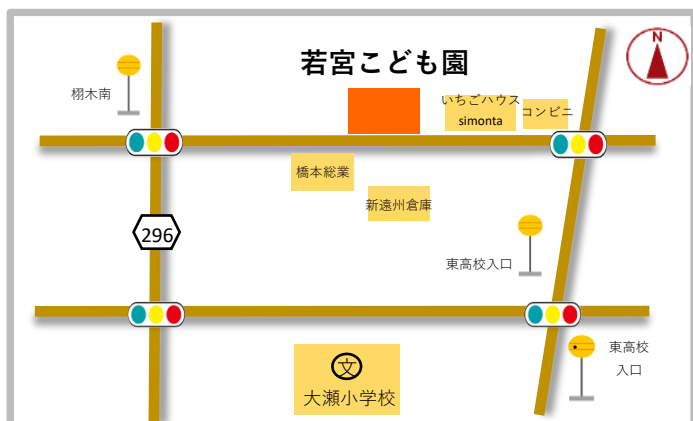 若宮こども園
N
栩木南
いちごハウス
simonta
コンビニ
橋本総業
新遠州倉庫
296
東高校入口
文
大瀬小学校
東高校
入口